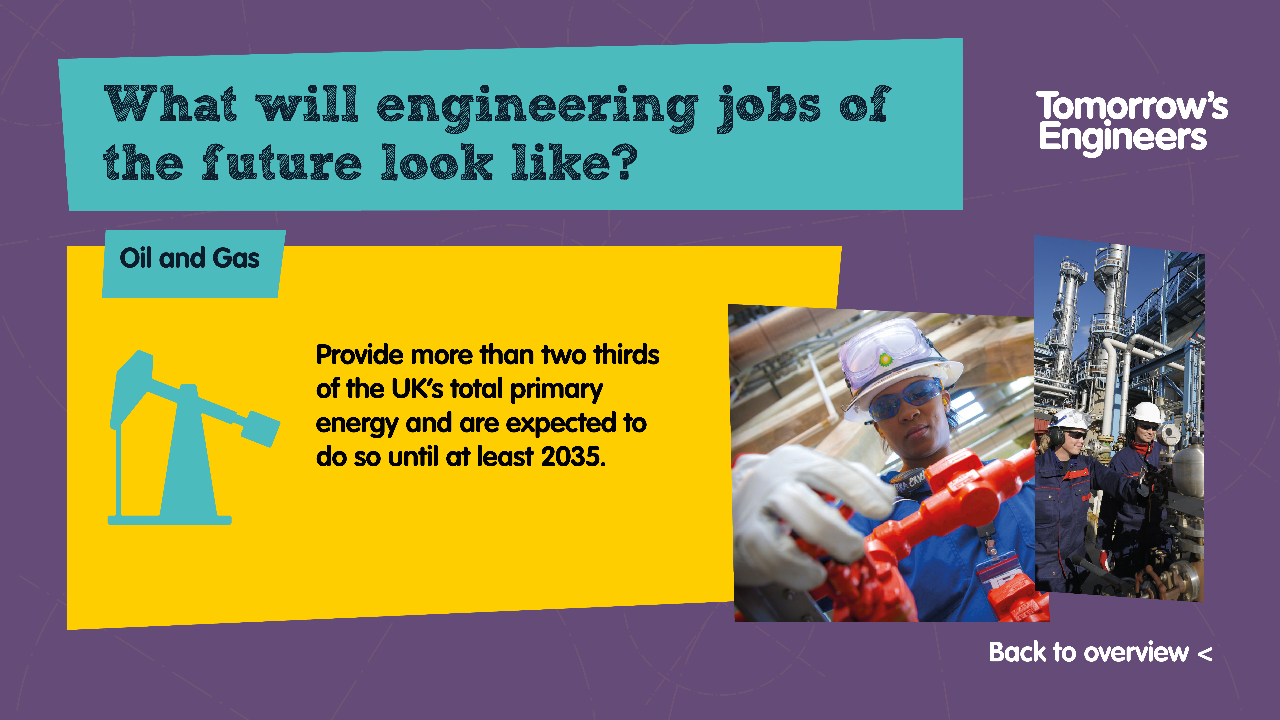 What will engineering jobs of
the future look like?
Tomorrow's
Engineers
Oil and Gas
Provide more than two thirds
of the UK's total primary
energy and are expected to
do so until at least 2035.
Back to overview <